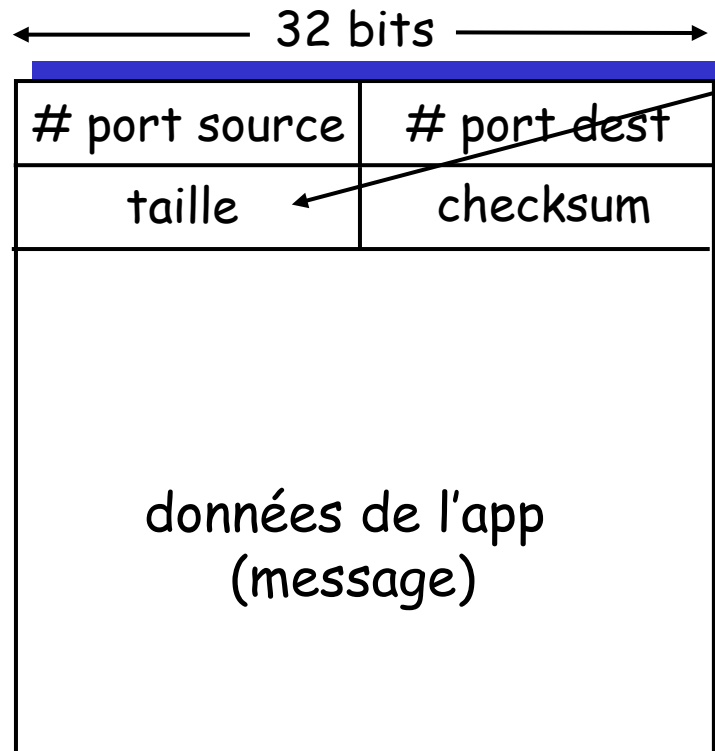 32 bits
# port source # port dest
taille checksum
données de l'app
(message)